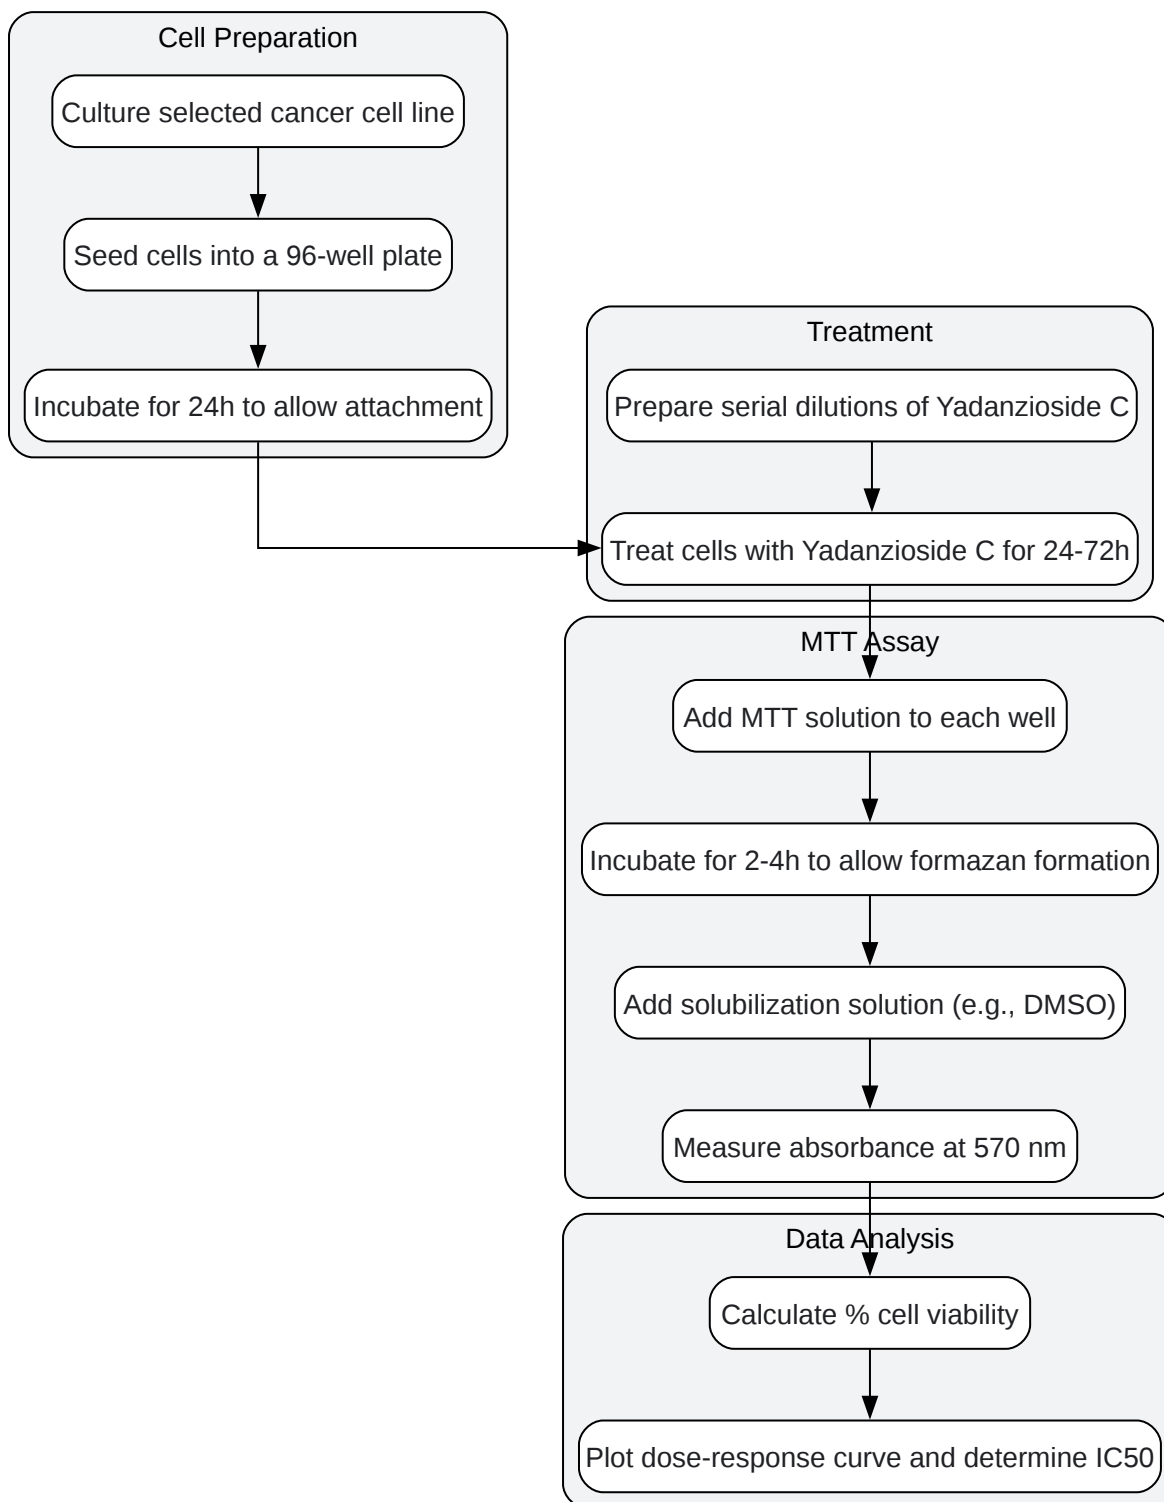 Cell Preparation
Culture selected cancer cell line
Seed cells into a 96-well plate
Incubate for 24h to allow attachment
Treatment
Prepare serial dilutions of Yadanzioside C
Treat cells with Yadanzioside C for 24-72h
MTT Assay
Add MTT solution to each well
Incubate for 2-4h to allow formazan formation
Add solubilization solution (e.g., DMSO)
Measure absorbance at 570 nm
Data Analysis
Calculate % cell viability
Plot dose-response curve and determine IC50